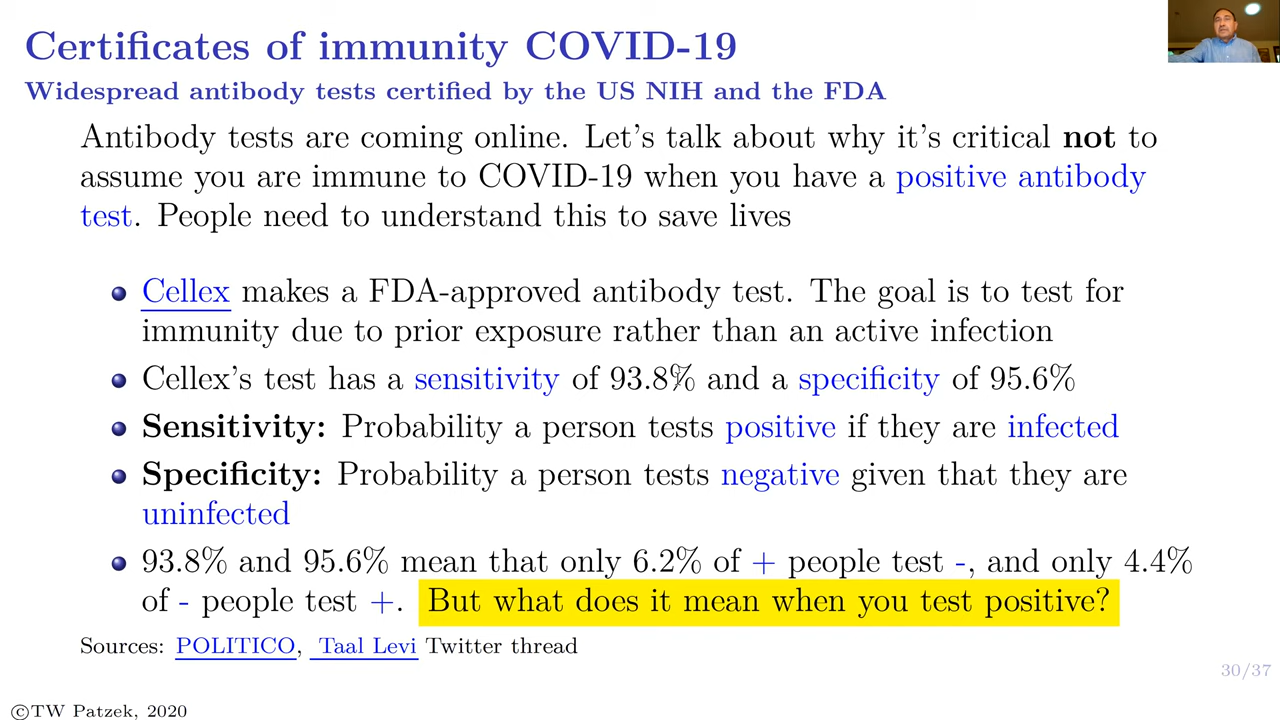 Certificates of immunity COVID-19
Widespread antibody tests certified by the US NIH and the FDA
Antibody tests are coming online. Let's talk about why it's critical not to
assume you are immune to COVID-19 when you have a positive antibody
test. People need to understand this to save lives
Cellex makes a FDA-approved antibody test. The goal is to test for
immunity due to prior exposure rather than an active infection
Cellex's test has a sensitivity of 93.8% and a specificity of 95.6%
Sensitivity: Probability a person tests positive if they are infected
Specificity: Probability a person tests negative given that they are
uninfected
93.8% and 95.6% mean that only 6.2% of + people test -, and only 4.4%
of - people test +. But what does it mean when you test positive?
Sources: POLITICO, Taal Levi Twitter thread
30/37
©TW Patzek, 2020